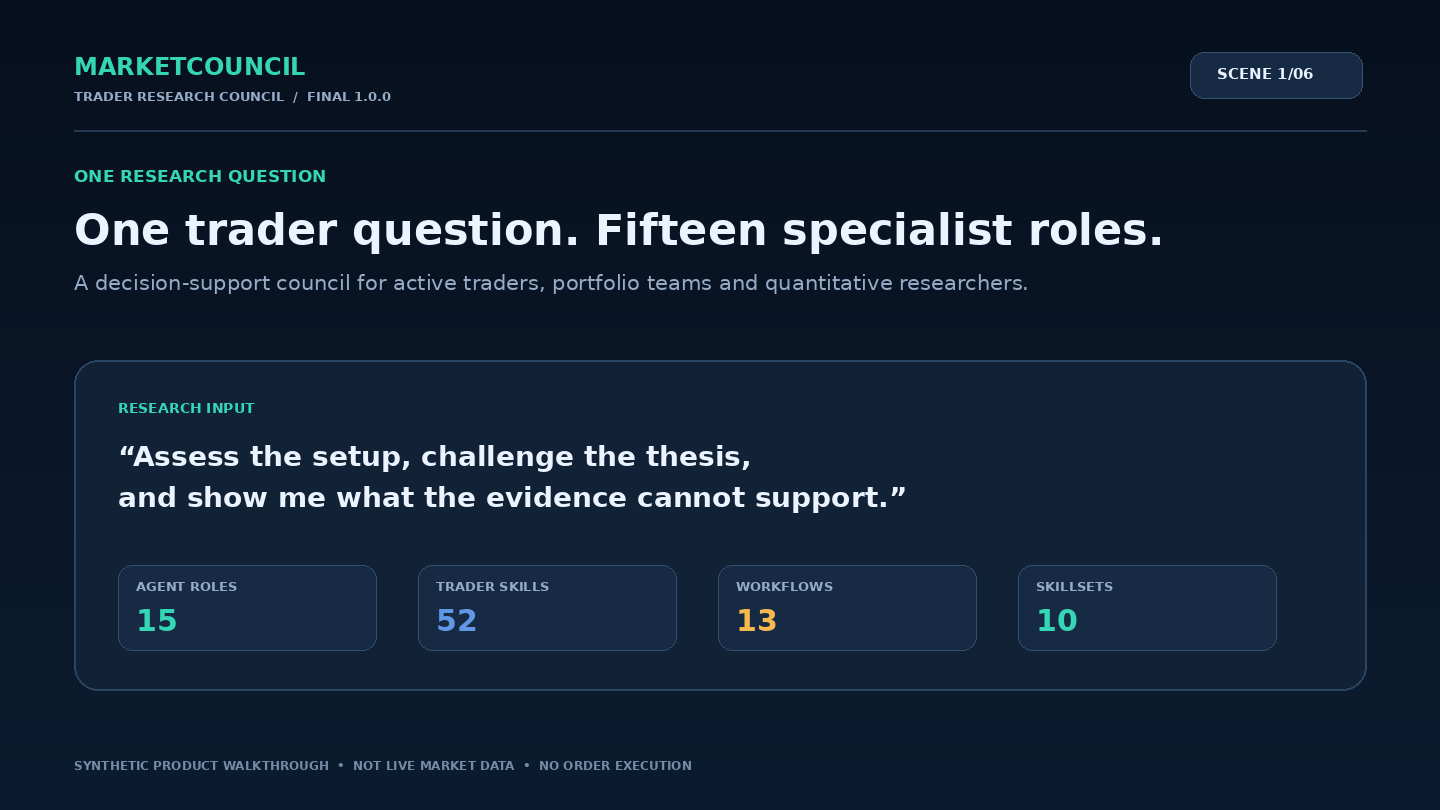 MARKETCOUNCIL
TRADER RESEARCH COUNCIL / FINAL 1.0.0
SCENE 1/06
ONE RESEARCH QUESTION
One trader question. Fifteen specialist roles.
A decision-support council for active traders, portfolio teams and quantitative researchers.
RESEARCH INPUT
“Assess the setup, challenge the thesis,
and show me what the evidence cannot support.”
AGENT ROLES
15
TRADER SKILLS
52
WORKFLOWS
13
SKILLSETS
10
SYNTHETIC PRODUCT WALKTHROUGH • NOT LIVE MARKET DATA • NO ORDER EXECUTION